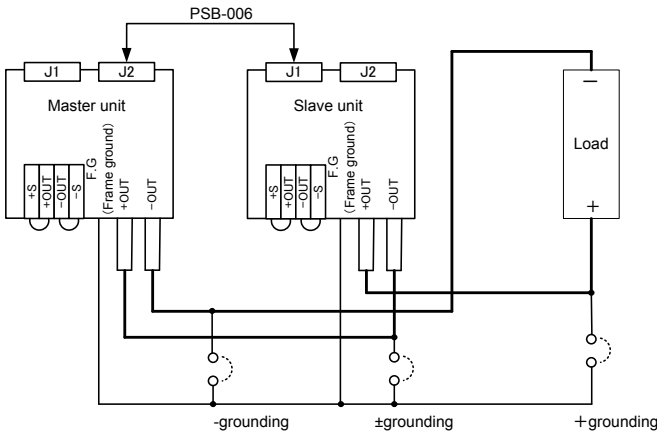 PSB-006
J1 J2 J1 J2
Master unit Slave unit
Load
−
+
+S +OUT −OUT −S F.G (Frame ground) +OUT −OUT
+S +OUT −OUT −S F.G (Frame ground) +OUT −OUT
-grounding ±grounding +grounding